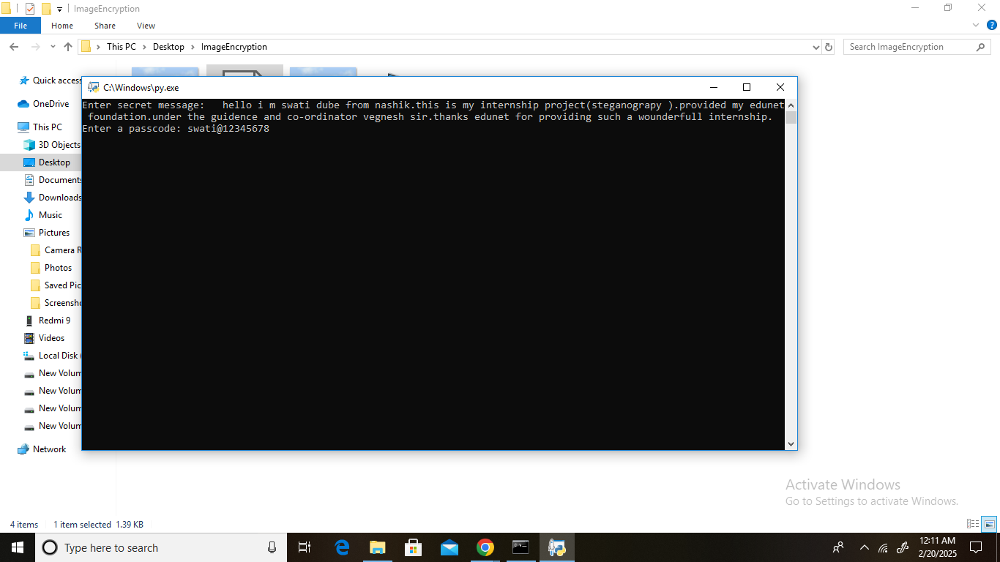 ImageEncryption
File Home Share View
This PC Desktop ImageEncryption
Search ImageEncryption
Quick access
OneDrive
This PC
3D Objects
Desktop
Documents
Downloads
Music
Pictures
Camera R
Photos
Saved Pic
Screensho
Redmi 9
Videos
Local Disk (
New Volum
New Volum
New Volum
New Volum
Network
C:\Windows\py.exe
Enter secret message:   hello i m swati dube from nashik.this is my internship project(steganograpy ).provided my edunet
foundation.under the guidence and co-ordinator vegnesh sir.thanks edunet for providing such a wounderfull internship.
Enter a passcode: swati@12345678
Activate Windows
Go to Settings to activate Windows.
4 items 1 item selected 1.39 KB
Type here to search
12:11 AM
2/20/2025